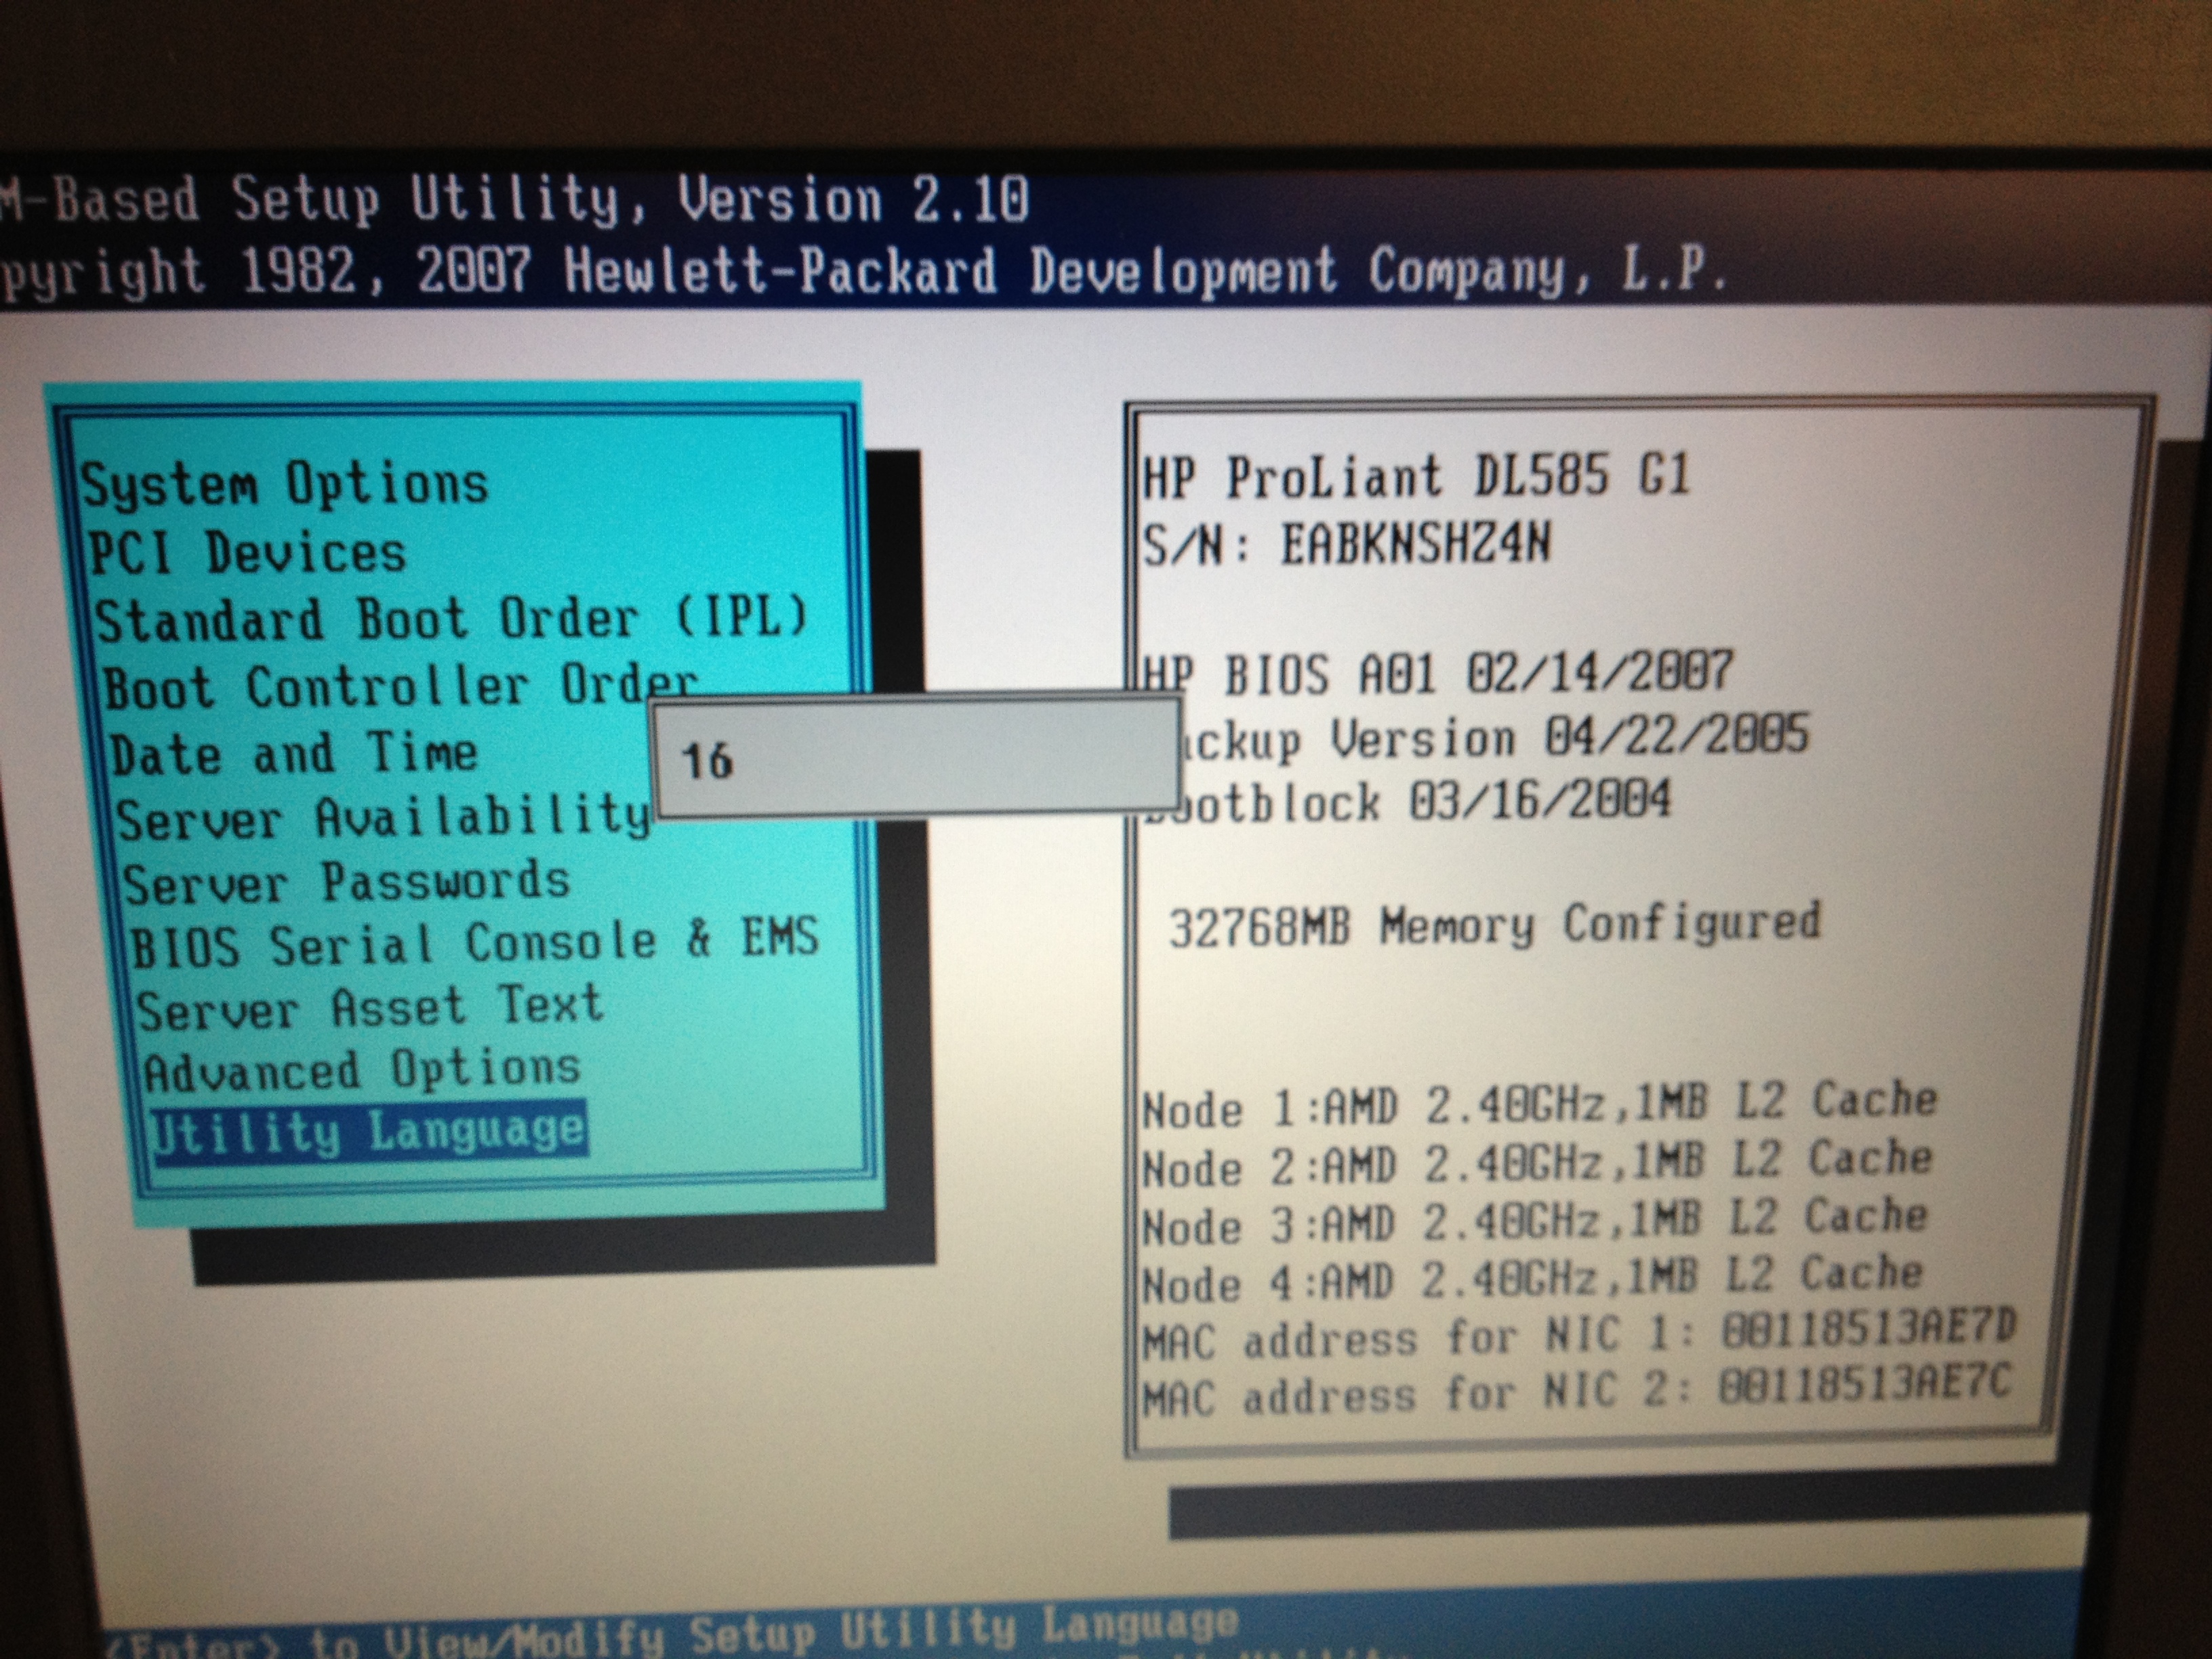 M-Based Setup Utility, Version 2.10
pyright 1982, 2007 Hewlett-Packard Development Company, L.P.
System Options
PCI Devices
Standard Boot Order (IPL)
Boot Controller Order
Date and Time
Server Availability
Server Passwords
BIOS Serial Console & EMS
Server Asset Text
Advanced Options
Utility Language
16
HP ProLiant DL585 G1
S/N: EABKNSHZ4N
HP BIOS A01 02/14/2007
ackup Version 04/22/2005
ootblock 03/16/2004
32768MB Memory Configured
Node 1:AMD 2.40GHz,1MB L2 Cache
Node 2:AMD 2.40GHz,1MB L2 Cache
Node 3:AMD 2.40GHz,1MB L2 Cache
Node 4:AMD 2.40GHz,1MB L2 Cache
MAC address for NIC 1: 00118513AE7D
MAC address for NIC 2: 00118513AE7C
<Enter> to View/Modify Setup Utility Language